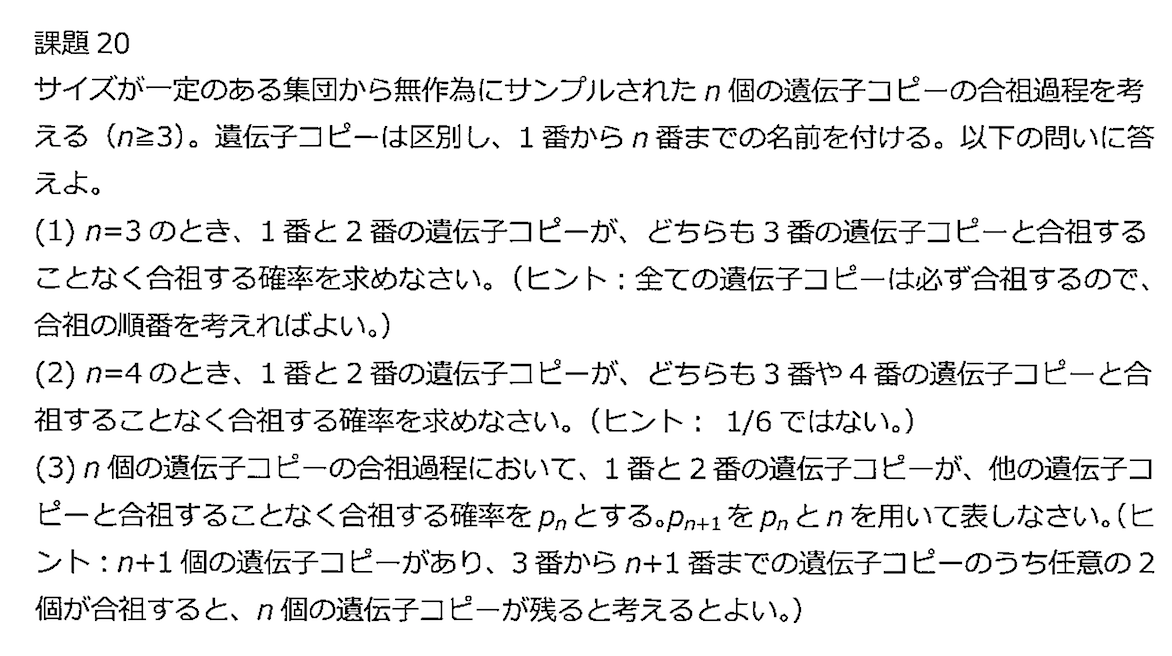 課題 20
サイズが一定のある集団から無作為にサンプルされた n 個の遺伝子コピーの合祖過程を考
える（n≧3）。遺伝子コピーは区別し、1 番から n 番までの名前を付ける。以下の問いに答
えよ。
(1) n=3 のとき、1 番と 2 番の遺伝子コピーが、どちらも 3 番の遺伝子コピーと合祖する
ことなく合祖する確率を求めなさい。（ヒント：全ての遺伝子コピーは必ず合祖するので、
合祖の順番を考えればよい。）
(2) n=4 のとき、1 番と 2 番の遺伝子コピーが、どちらも 3 番や 4 番の遺伝子コピーと合
祖することなく合祖する確率を求めなさい。（ヒント： 1/6 ではない。）
(3) n 個の遺伝子コピーの合祖過程において、1 番と 2 番の遺伝子コピーが、他の遺伝子コ
ピーと合祖することなく合祖する確率を pn とする。pn+1 を pn と n を用いて表しなさい。（ヒ
ント：n+1 個の遺伝子コピーがあり、3 番から n+1 番までの遺伝子コピーのうち任意の 2
個が合祖すると、n 個の遺伝子コピーが残ると考えるとよい。）